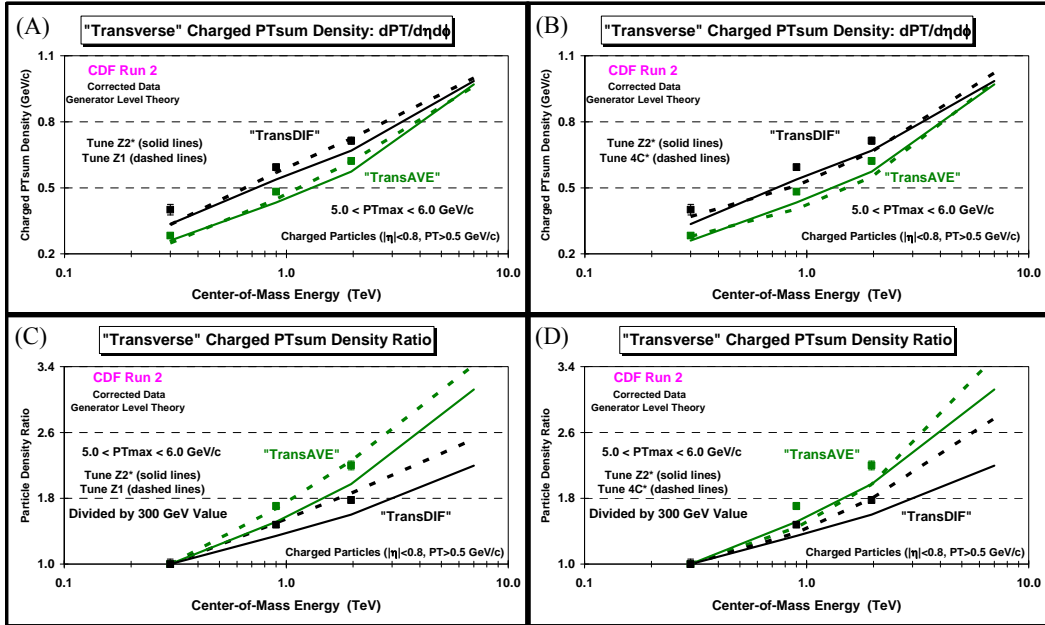 (A)
"Transverse" Charged PTsum Density: dPT/dηdϕ
CDF Run 2
Corrected Data
Generator Level Theory
Tune Z2* (solid lines)
Tune Z1 (dashed lines)
"TransDIF"
"TransAVE"
5.0 < PTmax < 6.0 GeV/c
Charged Particles (|η|<0.8, PT>0.5 GeV/c)
Charged PTsum Density (GeV/c)
1.1
0.8
0.5
0.2
0.1
1.0
10.0
Center-of-Mass Energy (TeV)
(B)
"Transverse" Charged PTsum Density: dPT/dηdϕ
CDF Run 2
Corrected Data
Generator Level Theory
Tune Z2* (solid lines)
Tune 4C* (dashed lines)
"TransDIF"
"TransAVE"
5.0 < PTmax < 6.0 GeV/c
Charged Particles (|η|<0.8, PT>0.5 GeV/c)
Charged PTsum Density (GeV/c)
1.1
0.8
0.5
0.2
0.1
1.0
10.0
Center-of-Mass Energy (TeV)
(C)
"Transverse" Charged PTsum Density Ratio
CDF Run 2
Corrected Data
Generator Level Theory
5.0 < PTmax < 6.0 GeV/c
"TransAVE"
Tune Z2* (solid lines)
Tune Z1 (dashed lines)
Divided by 300 GeV Value
"TransDIF"
Charged Particles (|η|<0.8, PT>0.5 GeV/c)
Particle Density Ratio
3.4
2.6
1.8
1.0
0.1
1.0
10.0
Center-of-Mass Energy (TeV)
(D)
"Transverse" Charged PTsum Density Ratio
CDF Run 2
Corrected Data
Generator Level Theory
5.0 < PTmax < 6.0 GeV/c
"TransAVE"
Tune Z2* (solid lines)
Tune 4C* (dashed lines)
Divided by 300 GeV Value
"TransDIF"
Charged Particles (|η|<0.8, PT>0.5 GeV/c)
Particle Density Ratio
3.4
2.6
1.8
1.0
0.1
1.0
10.0
Center-of-Mass Energy (TeV)